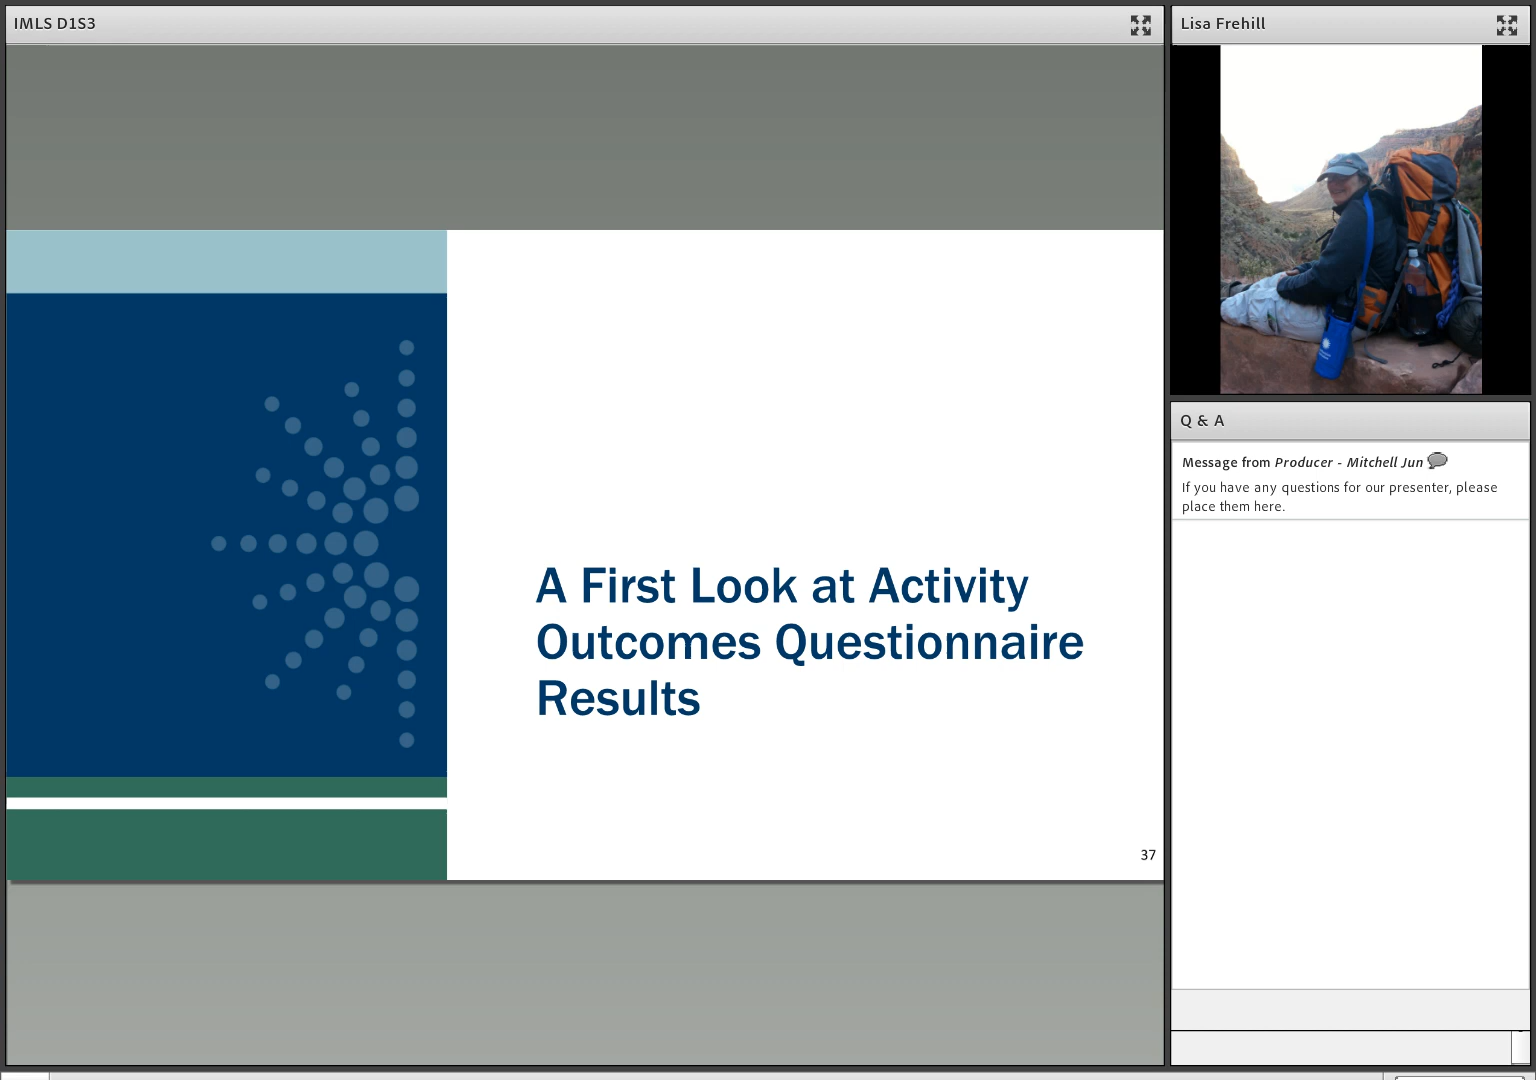 IMLS D1S3
A First Look at Activity
Outcomes Questionnaire
Results
37
Lisa Frehill
Q & A
Message from Producer - Mitchell Jun
If you have any questions for our presenter, please
place them here.